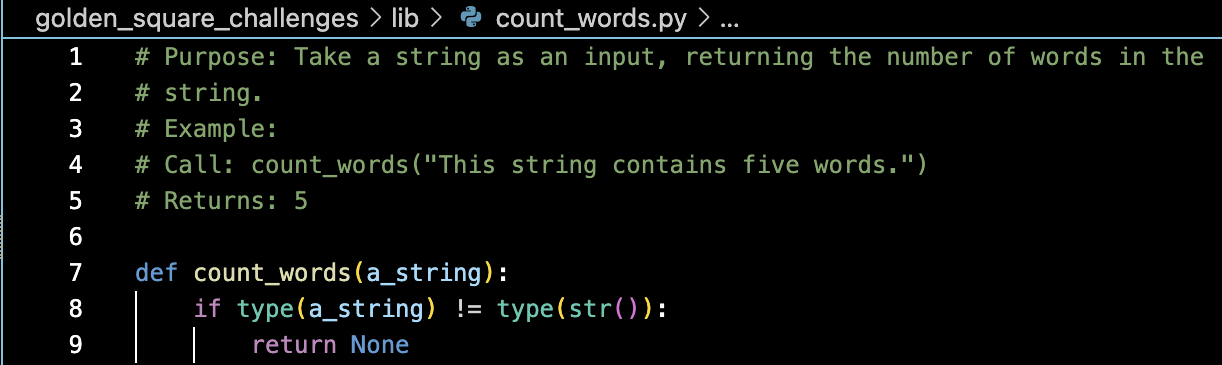 golden_square_challenges > lib > count_words.py > ...
1 # Purpose: Take a string as an input, returning the number of words in the
2 # string.
3 # Example:
4 # Call: count_words("This string contains five words.")
5 # Returns: 5
6
7 def count_words(a_string):
8     if type(a_string) != type(str()):
9         return None